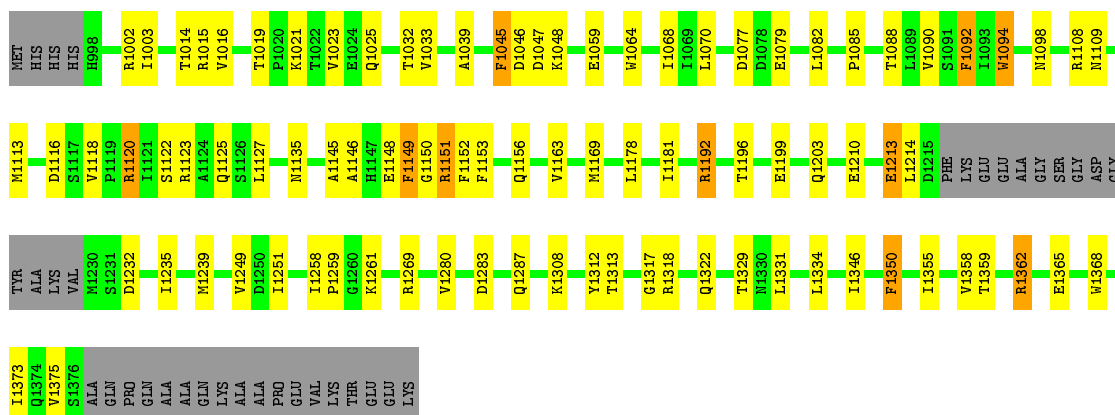 MET HIS HIS HIS H998 R1002 I1003 T1014 R1015 V1016 T1019 P1020 K1021 T1022 V1023 E1024 Q1025 T1032 V1033 A1039 F1045 D1046 D1047 K1048 E1059 W1064 I1068 I1069 L1070 D1077 D1078 E1079 L1082 P1085 T1088 L1089 V1090 S1091 F1092 I1093 W1094 N1098 R1108 N1109
M1113 D1116 S1117 V1118 P1119 R1120 I1121 S1122 R1123 A1124 Q1125 S1126 L1127 N1135 A1145 A1146 H1147 E1148 F1149 G1150 R1151 F1152 F1153 Q1156 V1163 M1169 L1178 I1181 R1192 T1196 E1199 Q1203 E1210 E1213 L1214 D1215 PHE LYS GLU GLU ALA GLY SER GLY ASP GLY
TYR ALA LYS VAL M1230 S1231 D1232 I1235 M1239 V1249 D1250 I1251 I1258 P1259 G1260 K1261 R1269 V1280 D1283 Q1287 K1308 Y1312 T1313 G1317 R1318 Q1322 T1329 N1330 L1331 L1334 I1346 F1350 I1355 V1358 T1359 R1362 E1365 W1368
I1373 Q1374 V1375 S1376 ALA GLN PRO GLN ALA ALA GLN LYS ALA ALA PRO GLU VAL LYS THR GLU GLU LYS